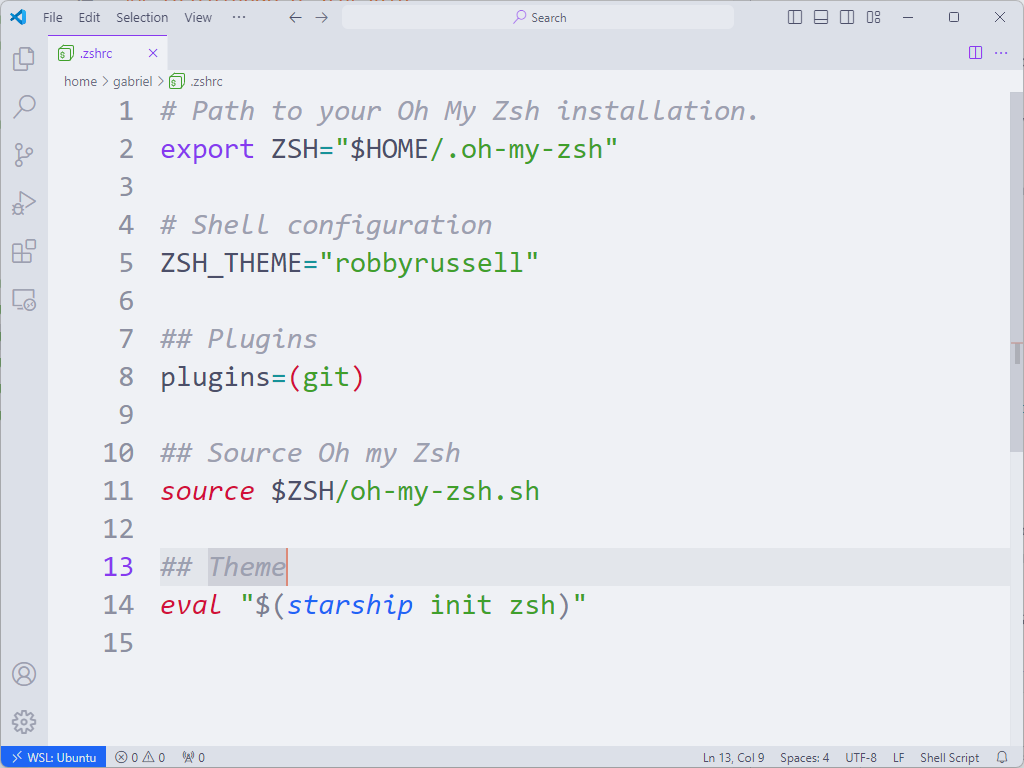 File Edit Selection View ··· Search
.zshrc
home > gabriel > .zshrc
1 # Path to your Oh My Zsh installation.
2 export ZSH="$HOME/.oh-my-zsh"
3
4 # Shell configuration
5 ZSH_THEME="robbyrussell"
6
7 ## Plugins
8 plugins=(git)
9
10 ## Source Oh my Zsh
11 source $ZSH/oh-my-zsh.sh
12
13 ## Theme
14 eval "$(starship init zsh)"
15
WSL: Ubuntu 0 0 0 Ln 13, Col 9 Spaces: 4 UTF-8 LF Shell Script